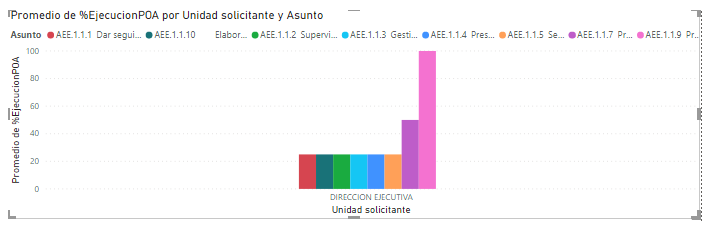 Promedio de %EjecucionPOA por Unidad solicitante y Asunto
Asunto AEE.1.1.1 Dar segui... AEE.1.1.10 Elabor... AEE.1.1.2 Supervi... AEE.1.1.3 Gesti... AEE.1.1.4 Pres... AEE.1.1.5 Se... AEE.1.1.7 Pr... AEE.1.1.9 Pr...
Promedio de %EjecucionPOA
100
80
60
40
20
0
DIRECCION EJECUTIVA
Unidad solicitante